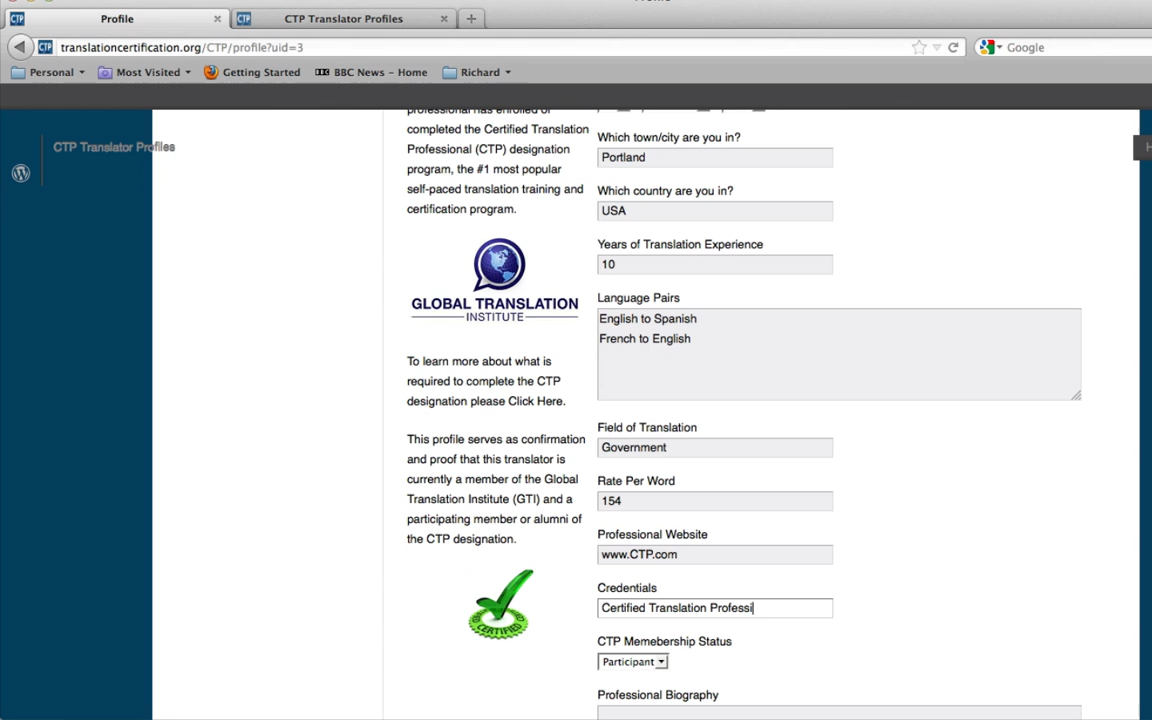 Profile
CTP Translator Profiles
translationcertification.org/CTP/profile?uid=3
Google
Personal
Most Visited
Getting Started
BBC News – Home
Richard
CTP Translator Profiles
H
professional has enrolled or
completed the Certified Translation
Professional (CTP) designation
program, the #1 most popular
self-paced translation training and
certification program.
GLOBAL TRANSLATION
INSTITUTE
To learn more about what is
required to complete the CTP
designation please Click Here.
This profile serves as confirmation
and proof that this translator is
currently a member of the Global
Translation Institute (GTI) and a
participating member or alumni of
the CTP designation.
CERTIFIED
Which town/city are you in?
Portland
Which country are you in?
USA
Years of Translation Experience
10
Language Pairs
English to Spanish
French to English
Field of Translation
Government
Rate Per Word
154
Professional Website
www.CTP.com
Credentials
Certified Translation Professi
CTP Memebership Status
Participant
Professional Biography